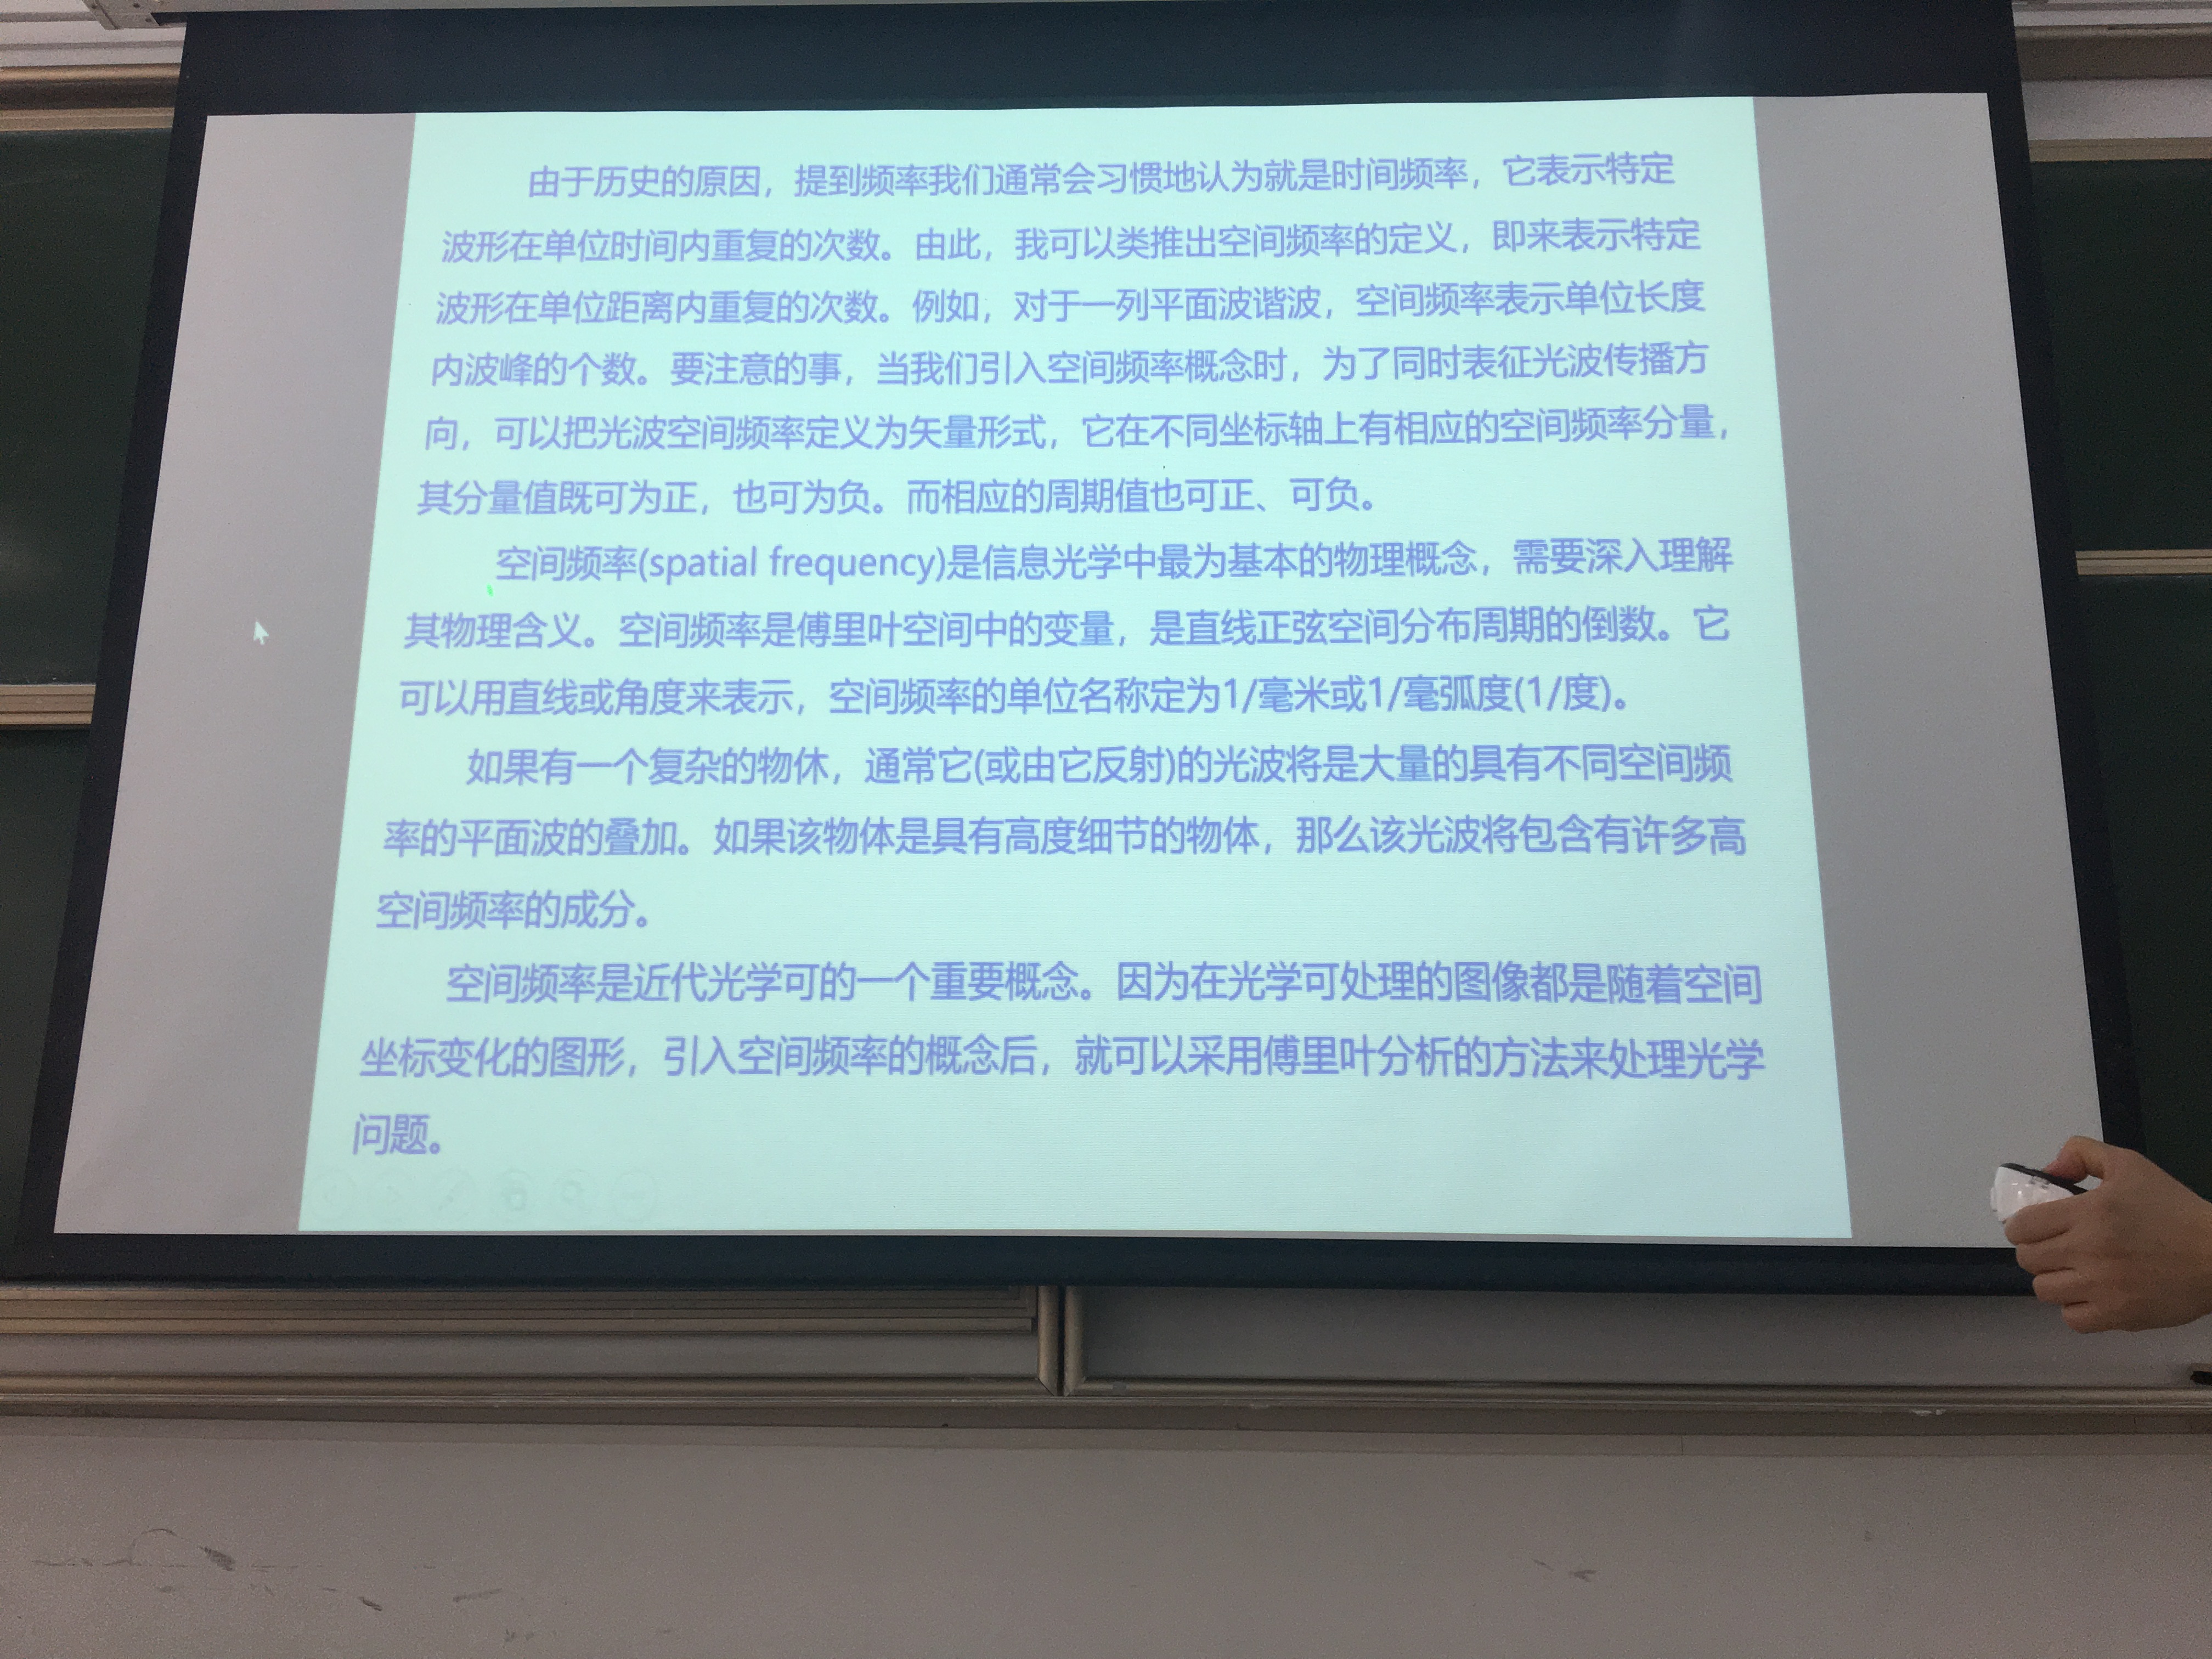 由于历史的原因，提到频率我们通常会习惯地认为就是时间频率，它表示特定
波形在单位时间内重复的次数。由此，我可以类推出空间频率的定义，即来表示特定
波形在单位距离内重复的次数。例如，对于一列平面波谐波，空间频率表示单位长度
内波峰的个数。要注意的事，当我们引入空间频率概念时，为了同时表征光波传播方
向，可以把光波空间频率定义为矢量形式，它在不同坐标轴上有相应的空间频率分量，
其分量值既可为正，也可为负。而相应的周期值也可正、可负。
空间频率(spatial frequency)是信息光学中最为基本的物理概念，需要深入理解
其物理含义。空间频率是傅里叶空间中的变量，是直线正弦空间分布周期的倒数。它
可以用直线或角度来表示，空间频率的单位名称定为1/毫米或1/毫弧度(1/度)。
如果有一个复杂的物休，通常它(或由它反射)的光波将是大量的具有不同空间频
率的平面波的叠加。如果该物体是具有高度细节的物体，那么该光波将包含有许多高
空间频率的成分。
空间频率是近代光学可的一个重要概念。因为在光学可处理的图像都是随着空间
坐标变化的图形，引入空间频率的概念后，就可以采用傅里叶分析的方法来处理光学
问题。